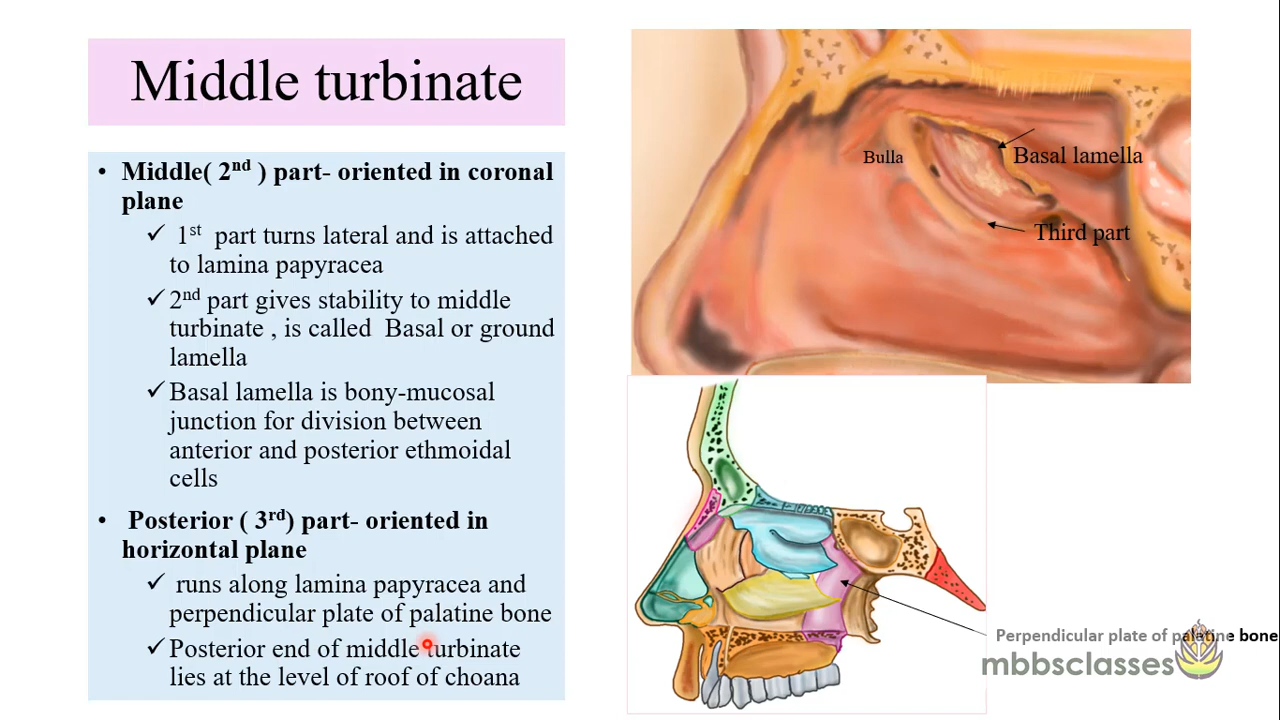 Middle turbinate
• Middle( 2nd ) part- oriented in coronal
plane
✓ 1st part turns lateral and is attached
to lamina papyracea
✓ 2nd part gives stability to middle
turbinate , is called Basal or ground
lamella
✓ Basal lamella is bony-mucosal
junction for division between
anterior and posterior ethmoidal
cells
• Posterior ( 3rd) part- oriented in
horizontal plane
✓ runs along lamina papyracea and
perpendicular plate of palatine bone
✓ Posterior end of middle turbinate
lies at the level of roof of choana
Bulla
Basal lamella
Third part
Perpendicular plate of palatine bone
mbbsclasses